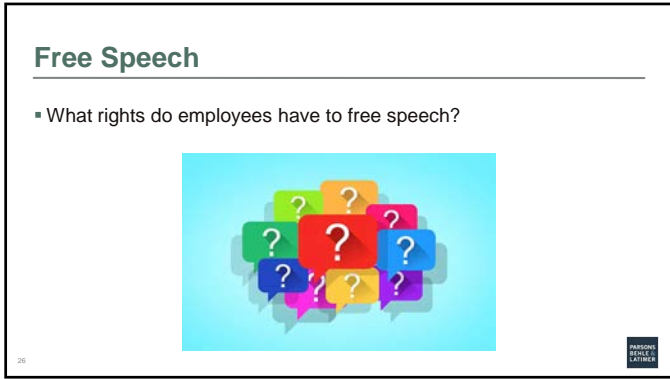 Free Speech
▪ What rights do employees have to free speech?
? ? ?
? ? ?
? ? ? ?
26
PARSONS
BEHLE &
LATIMER